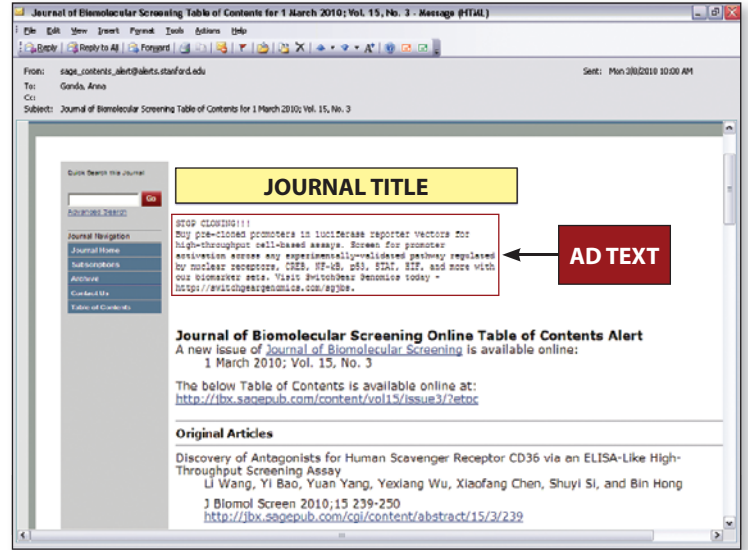 Journal of Biomolecular Screening Table of Contents for 1 March 2010; Vol. 15, No. 3 - Message (HTML)
File Edit View Insert Format Tools Actions Help
Reply Reply to All Forward
From: sage_contents_alert@alerts.stanford.edu Sent: Mon 3/8/2010 10:00 AM
To: Gonda, Anna
Cc:
Subject: Journal of Biomolecular Screening Table of Contents for 1 March 2010; Vol. 15, No. 3
Quick Search this Journal
Go
Advanced Search
Journal Navigation
Journal Home
Subscriptions
Archive
Contact Us
Table of Contents
JOURNAL TITLE
STOP CLONING!!!
Buy pre-cloned promoters in luciferase reporter vectors for
high-throughput cell-based assays. Screen for promoter
activation across any experimentally-validated pathway regulated
by nuclear receptors, CREB, NF-kB, p53, STAT, HIF, and more with
our biomarker sets. Visit SwitchGear Genomics today -
http://switchgeargenomics.com/sgjbs.
AD TEXT
Journal of Biomolecular Screening Online Table of Contents Alert
A new issue of Journal of Biomolecular Screening is available online:
1 March 2010; Vol. 15, No. 3
The below Table of Contents is available online at:
http://jbx.sagepub.com/content/vol15/issue3/?etoc
Original Articles
Discovery of Antagonists for Human Scavenger Receptor CD36 via an ELISA-Like High-
Throughput Screening Assay
Li Wang, Yi Bao, Yuan Yang, Yexiang Wu, Xiaofang Chen, Shuyi Si, and Bin Hong
J Biomol Screen 2010;15 239-250
http://jbx.sagepub.com/cgi/content/abstract/15/3/239